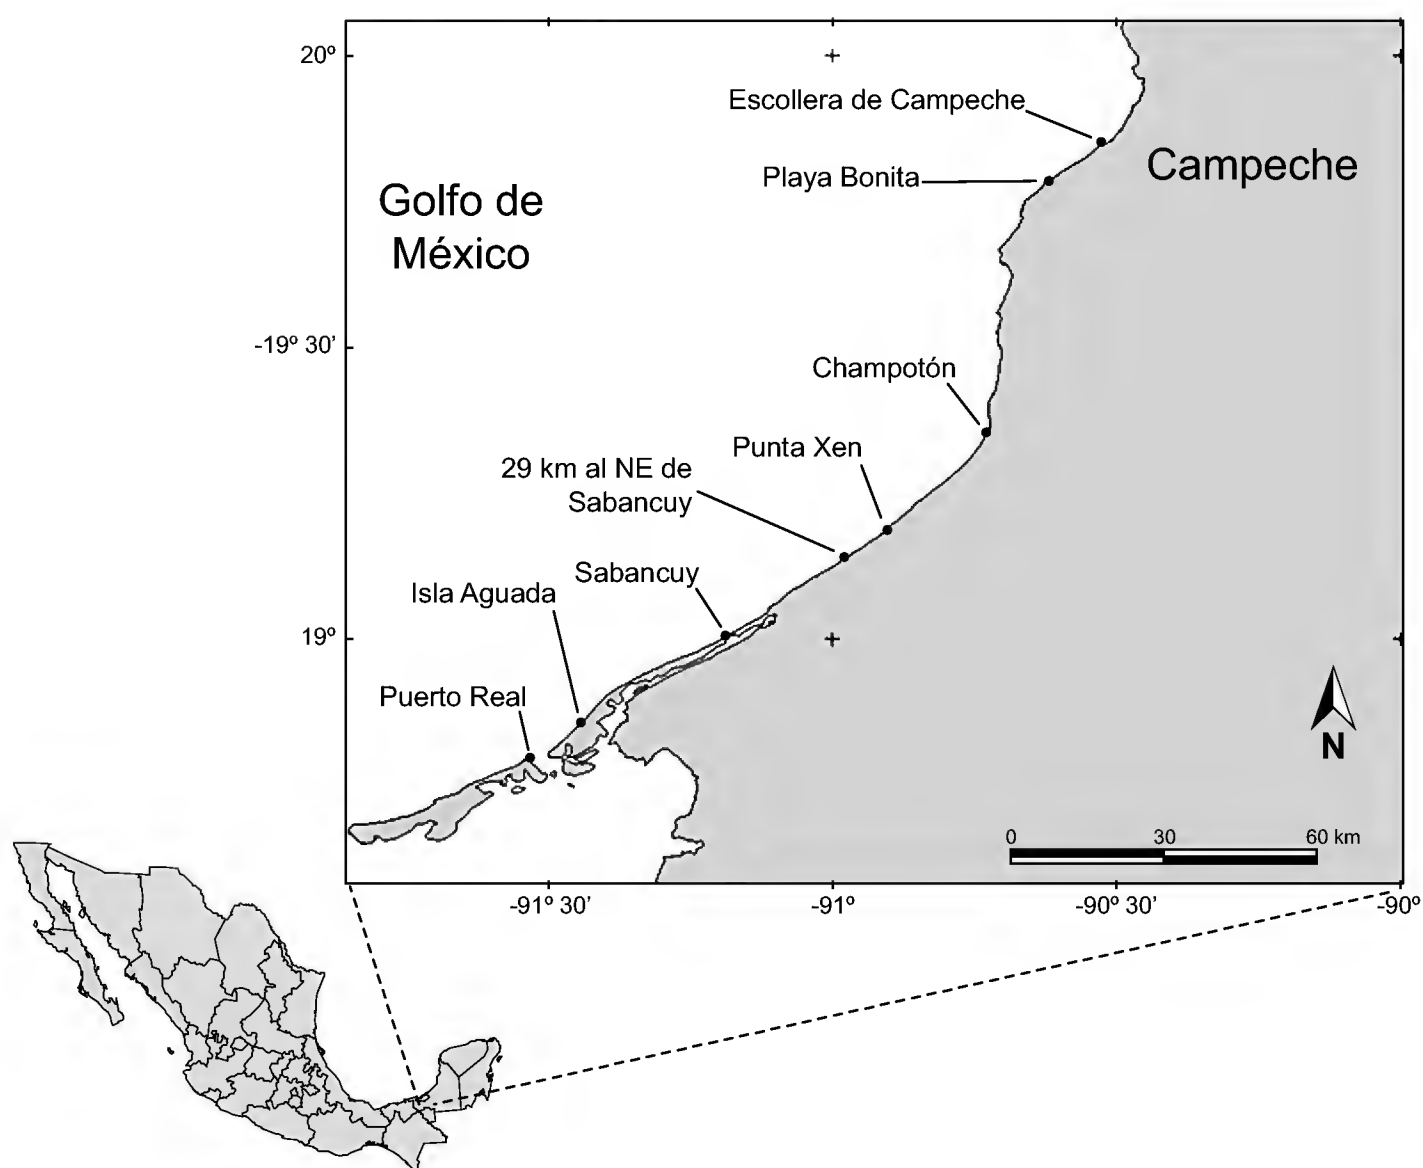 20º
Escollera de Campeche
Campeche
Playa Bonita
Golfo de
México
-19º 30’
Champotón
Punta Xen
29 km al NE de
Sabancuy
Sabancuy
Isla Aguada
19º
Puerto Real
N
0 30 60 km
-91º 30’ -91º -90º 30’ -90º